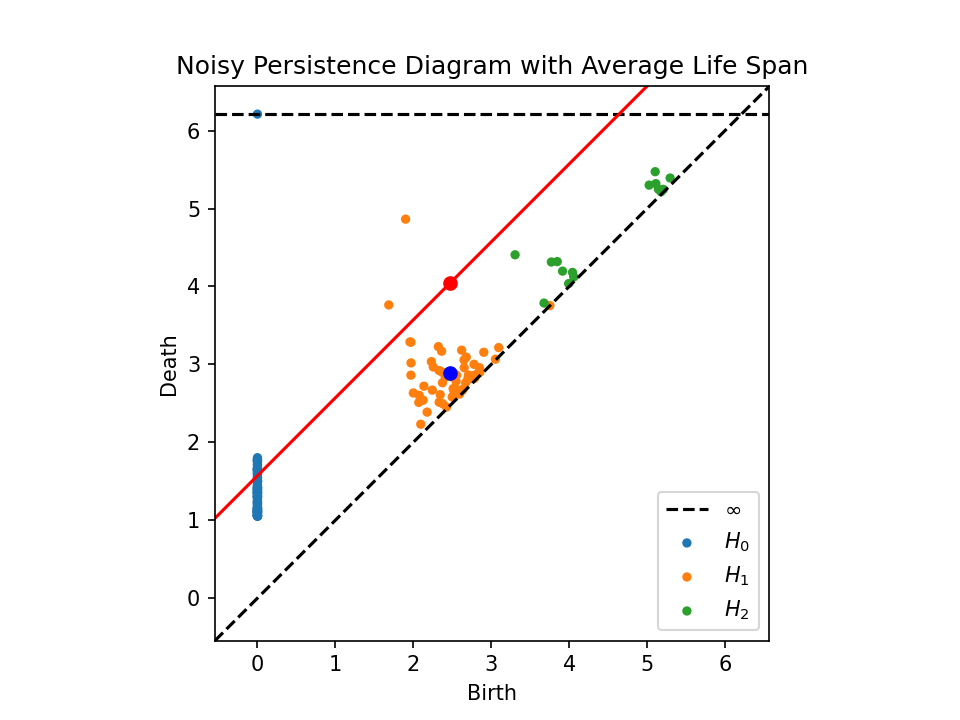 Noisy Persistence Diagram with Average Life Span
Death
6
5
4
3
2
1
0
∞
H₀
H₁
H₂
0 1 2 3 4 5 6
Birth